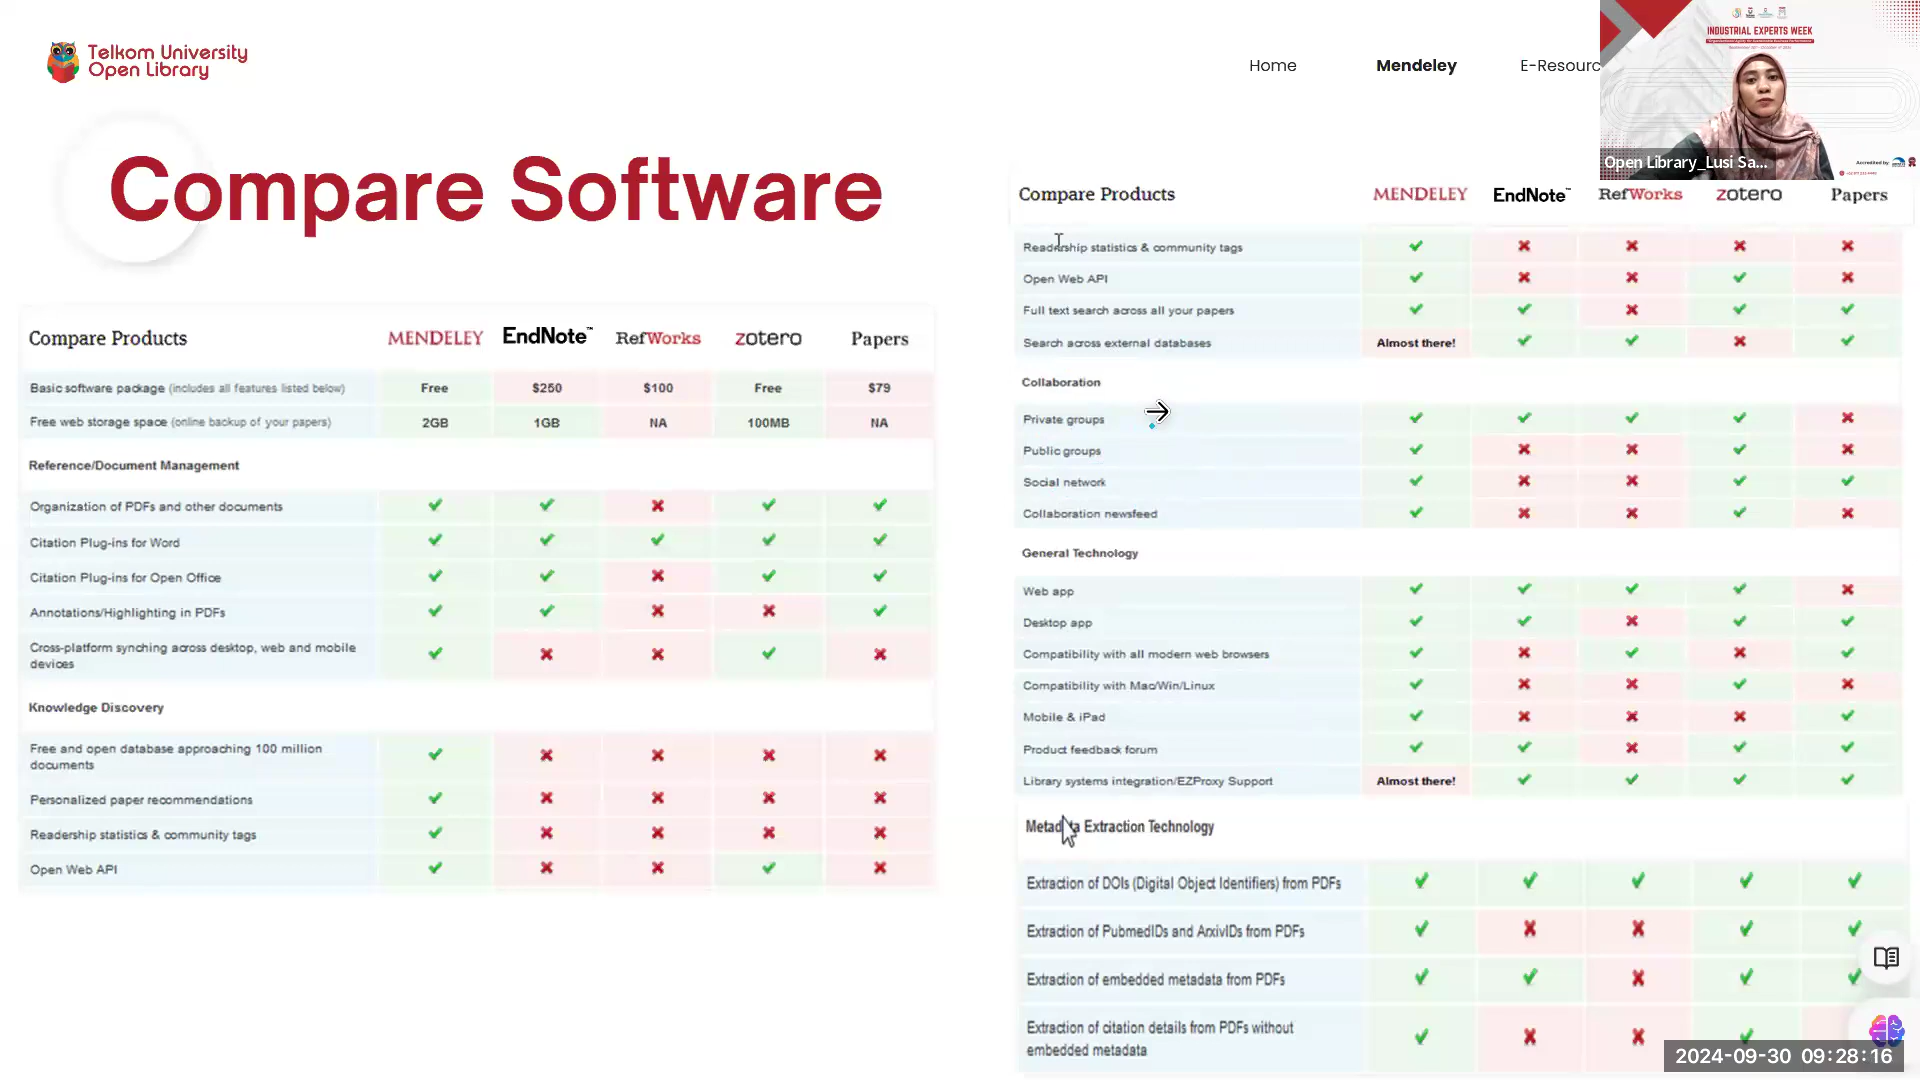 Telkom University
Open Library
Home
Mendeley
E-Resourc
INDUSTRIAL EXPERTS WEEK
Open Library_Lusi Sa...
Accredited by
Compare Software
Compare Products MENDELEY EndNote™ RefWorks zotero Papers
Basic software package (includes all features listed below) Free $250 $100 Free $79
Free web storage space (online backup of your papers) 2GB 1GB NA 100MB NA
Reference/Document Management
Organization of PDFs and other documents
Citation Plug-ins for Word
Citation Plug-ins for Open Office
Annotations/Highlighting in PDFs
Cross-platform synching across desktop, web and mobile
devices
Knowledge Discovery
Free and open database approaching 100 million
documents
Personalized paper recommendations
Readership statistics & community tags
Open Web API
Compare Products MENDELEY EndNote™ RefWorks zotero Papers
Readership statistics & community tags
Open Web API
Full text search across all your papers
Search across external databases Almost there!
Collaboration
Private groups
Public groups
Social network
Collaboration newsfeed
General Technology
Web app
Desktop app
Compatibility with all modern web browsers
Compatibility with Mac/Win/Linux
Mobile & iPad
Product feedback forum
Library systems integration/EZProxy Support Almost there!
Metadata Extraction Technology
Extraction of DOIs (Digital Object Identifiers) from PDFs
Extraction of PubmedIDs and ArxivIDs from PDFs
Extraction of embedded metadata from PDFs
Extraction of citation details from PDFs without
embedded metadata
2024-09-30 09:28:16